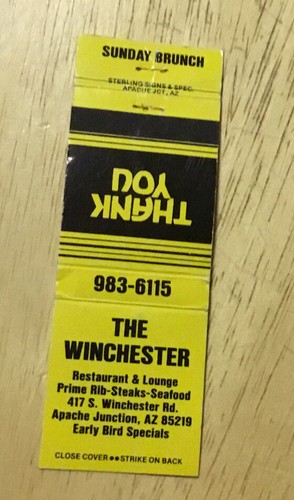 SUNDAY BRUNCH
STERLING SIGNS & SPEC.
APACHE JCT, AZ
THANK
YOU
983-6115
THE
WINCHESTER
Restaurant & Lounge
Prime Rib-Steaks-Seafood
417 S. Winchester Rd.
Apache Junction, AZ 85219
Early Bird Specials
CLOSE COVER ●● STRIKE ON BACK